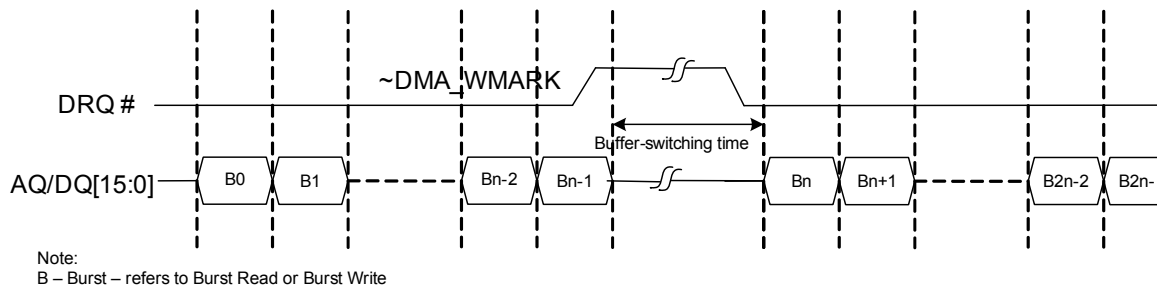 ~DMA_WMARK
DRQ #
Buffer-switching time
AQ/DQ[15:0] B0 B1 Bn-2 Bn-1 Bn Bn+1 B2n-2 B2n-
Note:
B – Burst – refers to Burst Read or Burst Write